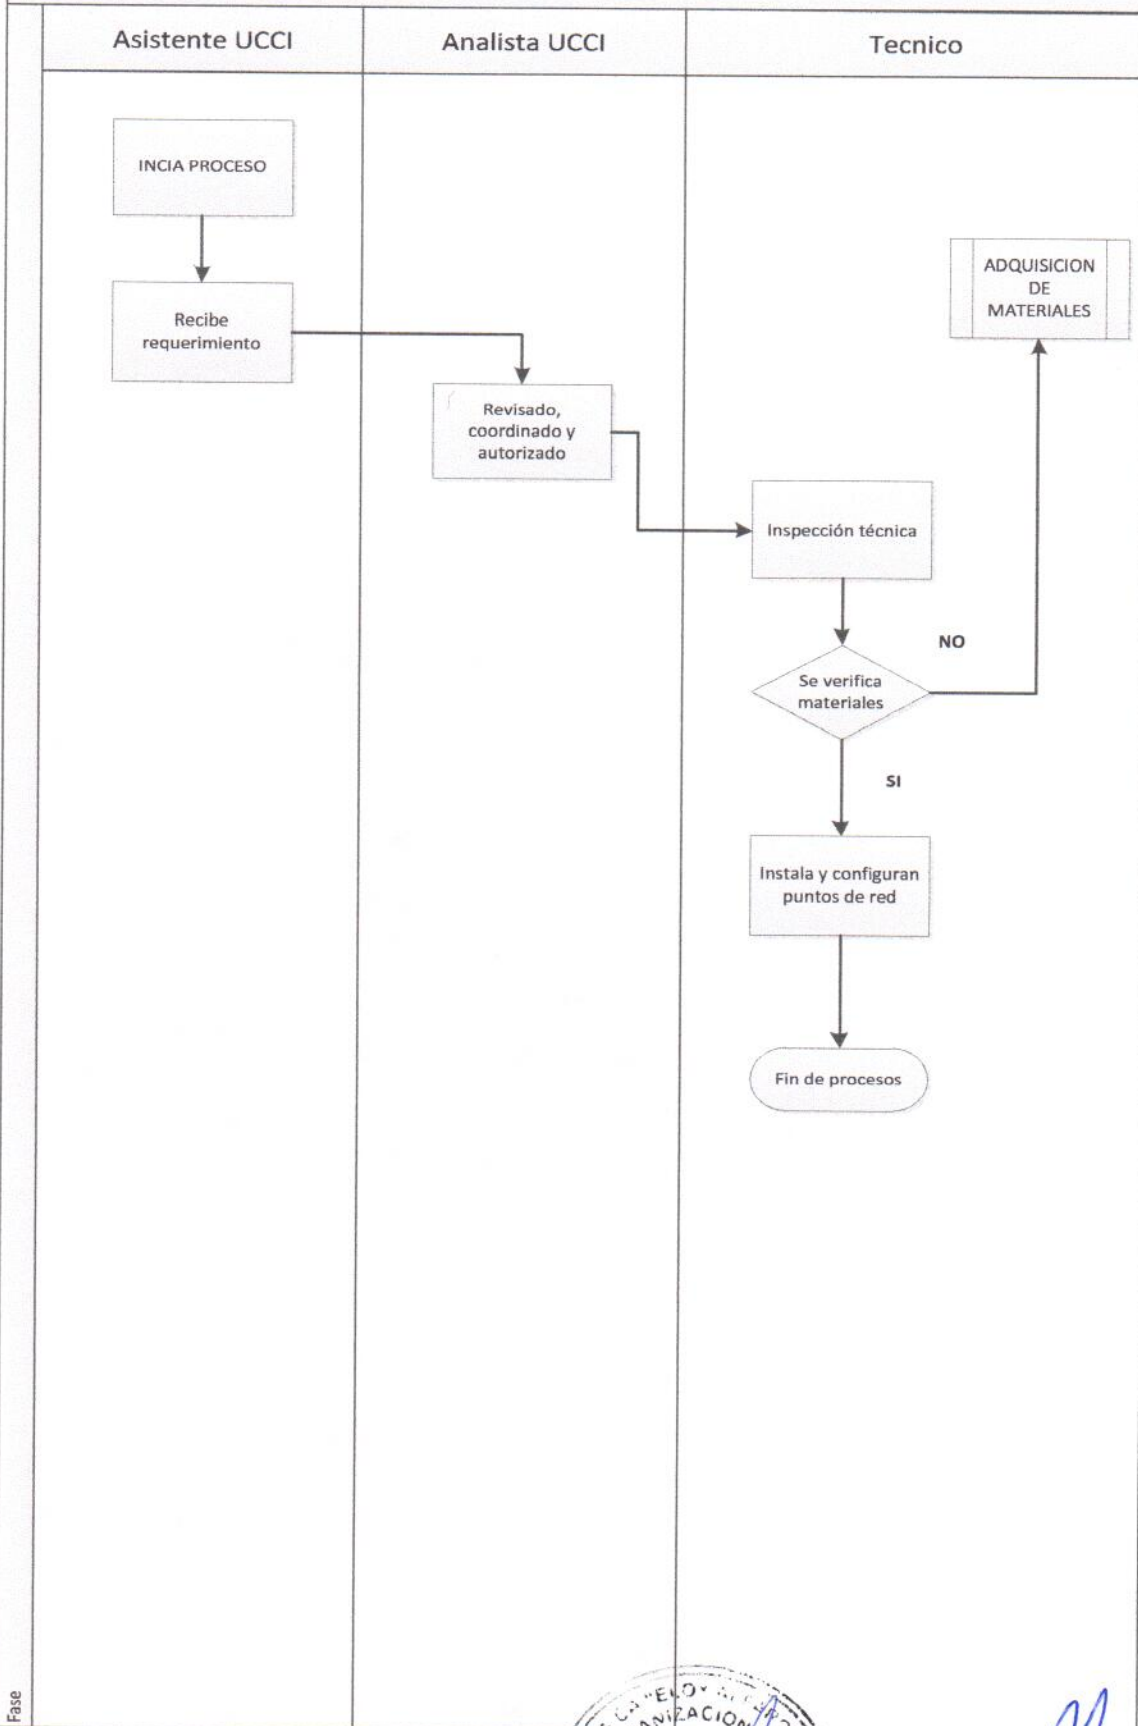 Asistente UCCI
Analista UCCI
Tecnico
INCIA PROCESO
Recibe
requerimiento
Revisado,
coordinado y
autorizado
ADQUISICION
DE
MATERIALES
Inspección técnica
NO
Se verifica
materiales
SI
Instala y configuran
puntos de red
Fin de procesos
Fase
"ELOY